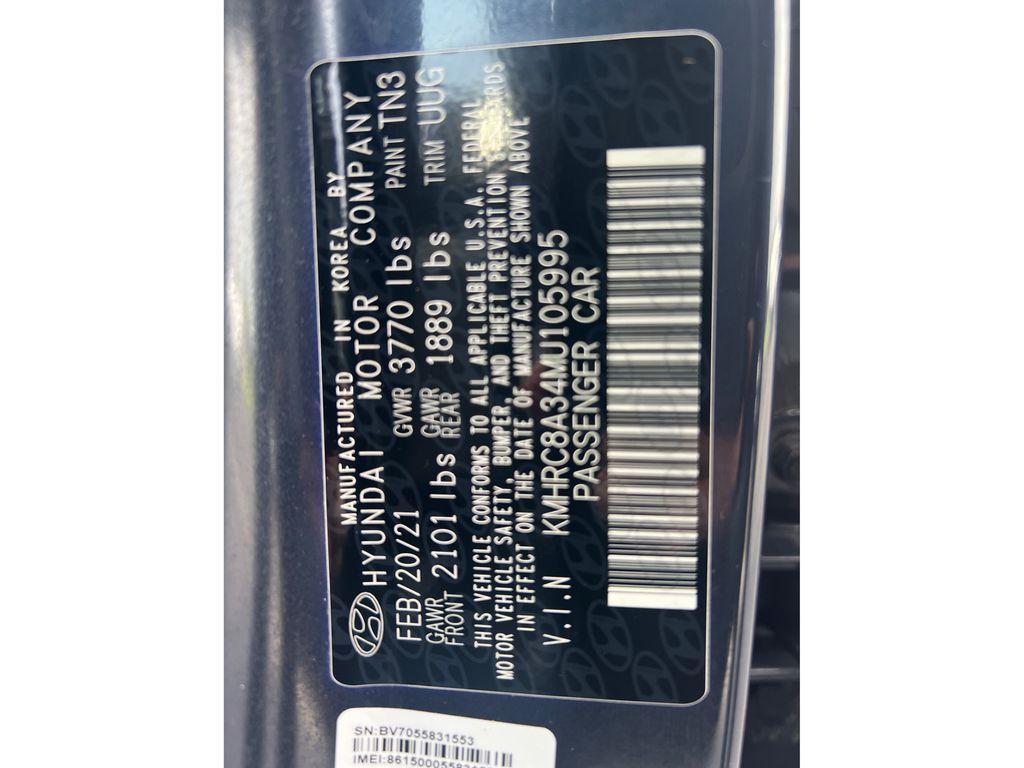 MANUFACTURED IN KOREA BY
HYUNDAI MOTOR COMPANY
FEB/20/21 GVWR 3770 lbs PAINT TN3
GAWR FRONT 2101 lbs GAWR REAR 1889 lbs TRIM UUG
THIS VEHICLE CONFORMS TO ALL APPLICABLE U.S.A. FEDERAL
MOTOR VEHICLE SAFETY, BUMPER, AND THEFT PREVENTION STANDARDS
IN EFFECT ON THE DATE OF MANUFACTURE SHOWN ABOVE
V.I.N KMHRC8A34MU105995
PASSENGER CAR
SN:BV7055831553